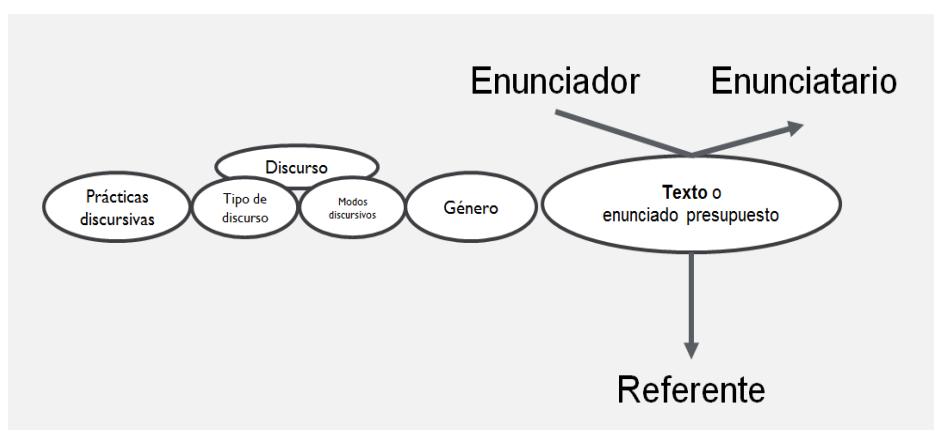 Enunciador
Enunciatario
Discurso
Prácticas
discursivas
Tipo de
discurso
Modos
discursivos
Género
Texto o
enunciado presupuesto
Referente